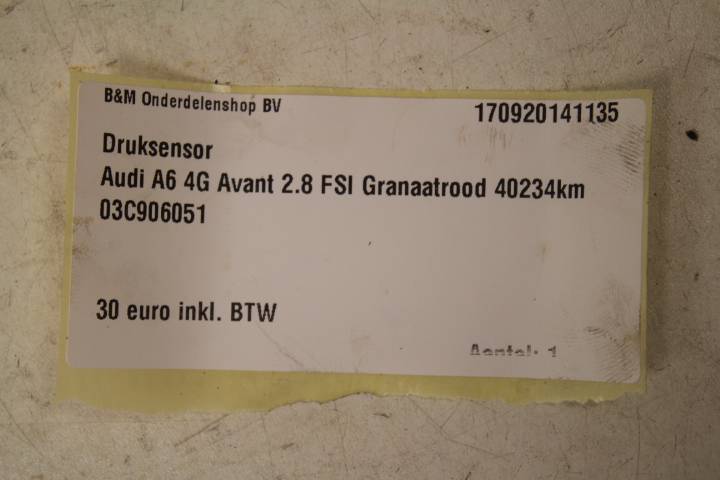 B&M Onderdelenshop BV 170920141135
Druksensor
Audi A6 4G Avant 2.8 FSI Granaatrood 40234km
03C906051
30 euro inkl. BTW
Aantal: 1